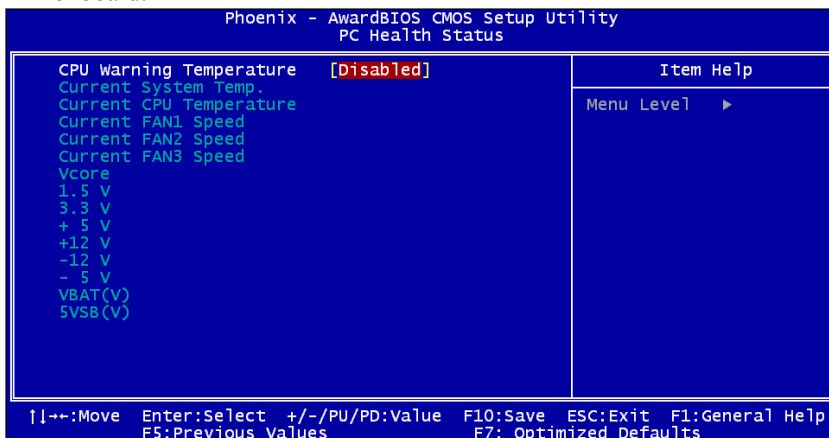 Phoenix - AwardBIOS CMOS Setup Utility
PC Health Status
CPU Warning Temperature [Disabled]
Current System Temp.
Current CPU Temperature
Current FAN1 Speed
Current FAN2 Speed
Current FAN3 Speed
Vcore
1.5 V
3.3 V
+ 5 V
+12 V
-12 V
- 5 V
VBAT(V)
5VSB(V)
Item Help
Menu Level ►
↑↓→←:Move Enter:Select +/-/PU/PD:Value F10:Save ESC:Exit F1:General Help
F5:Previous Values F7: Optimized Defaults